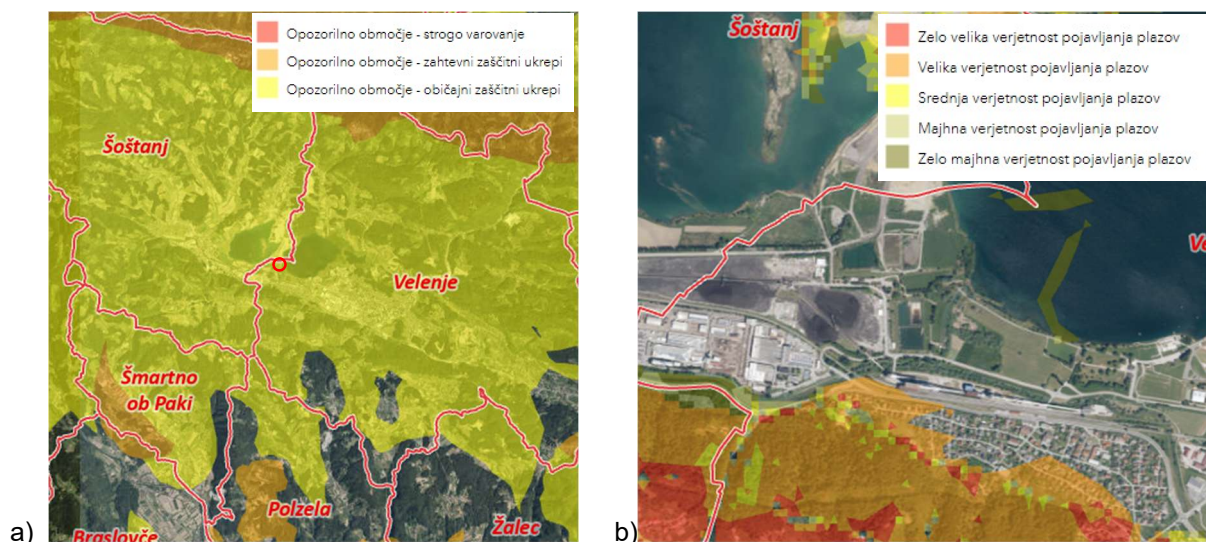 Opozorilno območje - strogo varovanje
Opozorilno območje - zahtevni zaščitni ukrepi
Opozorilno območje - običajni zaščitni ukrepi
Šoštanj
Velenje
Šmartno
ob Paki
Polzela
Braslovče
Žalec
a)
Šoštanj
Zelo velika verjetnost pojavljanja plazov
Velika verjetnost pojavljanja plazov
Srednja verjetnost pojavljanja plazov
Majhna verjetnost pojavljanja plazov
Zelo majhna verjetnost pojavljanja plazov
Ve
b)